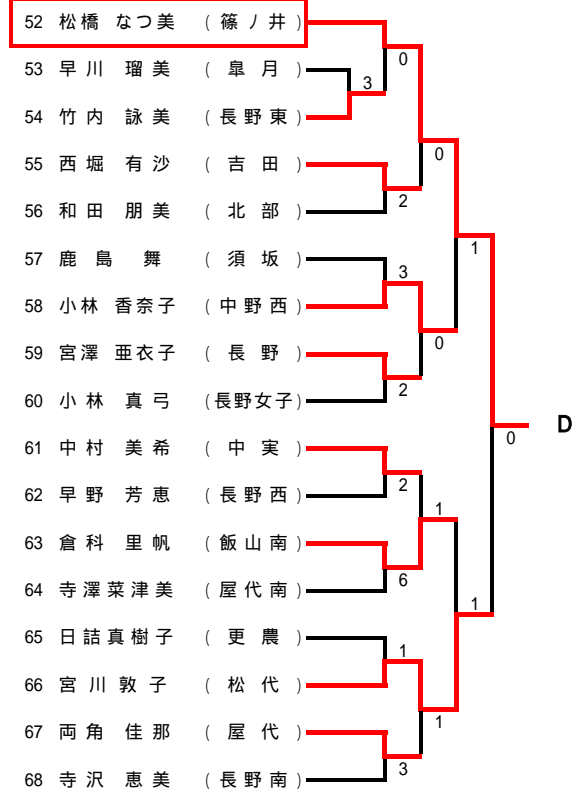 52 松橋 なつ美 (篠ノ井)
0
53 早川 瑠美 (皐月)
3
54 竹内 詠美 (長野東)
0
55 西堀 有沙 (吉田)
2
56 和田 朋美 (北部)
1
57 鹿島 舞 (須坂)
3
58 小林 香奈子 (中野西)
0
59 宮澤 亜衣子 (長野)
2
60 小林 真弓 (長野女子)
D
0
61 中村 美希 (中実)
2
62 早野 芳恵 (長野西)
1
63 倉科 里帆 (飯山南)
6
64 寺澤菜津美 (屋代南)
1
65 日詰真樹子 (更農)
1
66 宮川敦子 (松代)
1
67 両角 佳那 (屋代)
3
68 寺沢 恵美 (長野南)